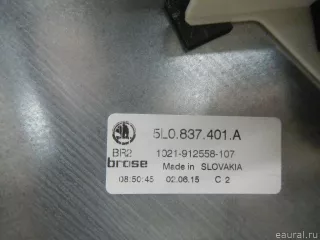 5L0.837.401.A
BR2 1021-912558-107
brose Made in SLOVAKIA
08:50:45 02.06.15 C 2
eaural.ru